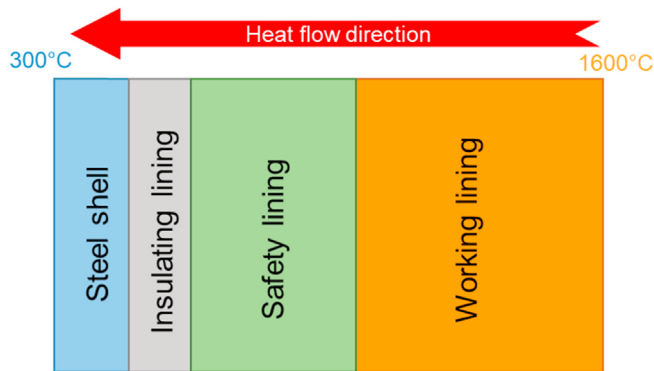 Heat flow direction
300°C
1600°C
Steel shell
Insulating lining
Safety lining
Working lining